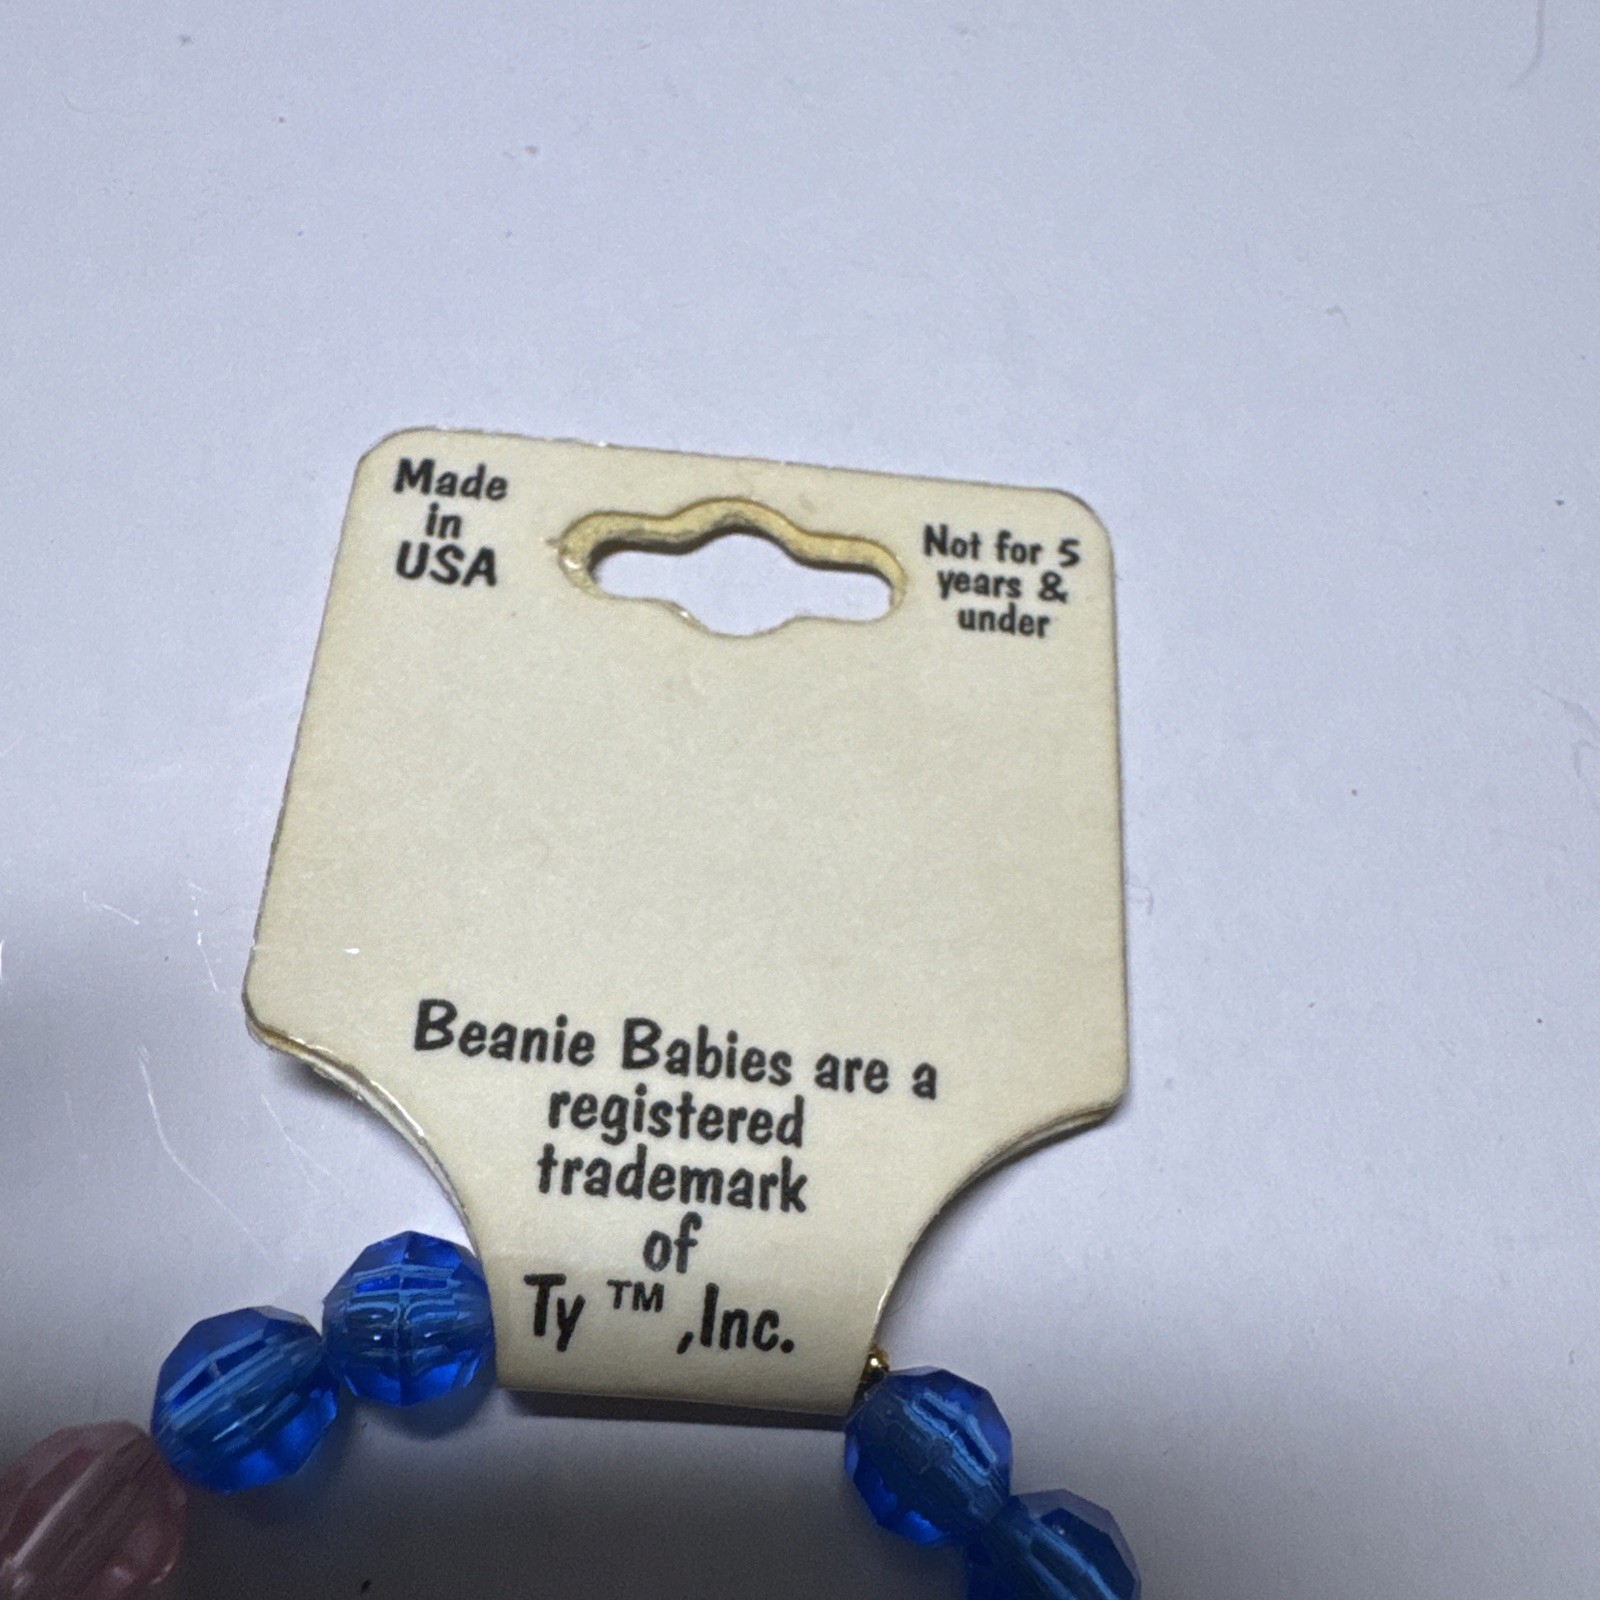 Made
in
USA
Not for 5
years &
under
Beanie Babies are a
registered
trademark
of
Ty ™ ,Inc.